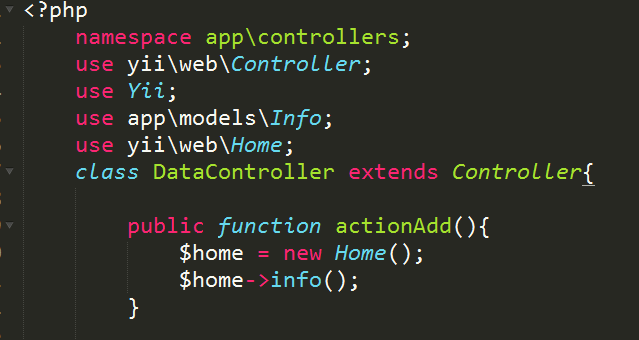 <?php
namespace app\controllers;
use yii\web\Controller;
use Yii;
use app\models\Info;
use yii\web\Home;
class DataController extends Controller{
public function actionAdd(){
$home = new Home();
$home->info();
}